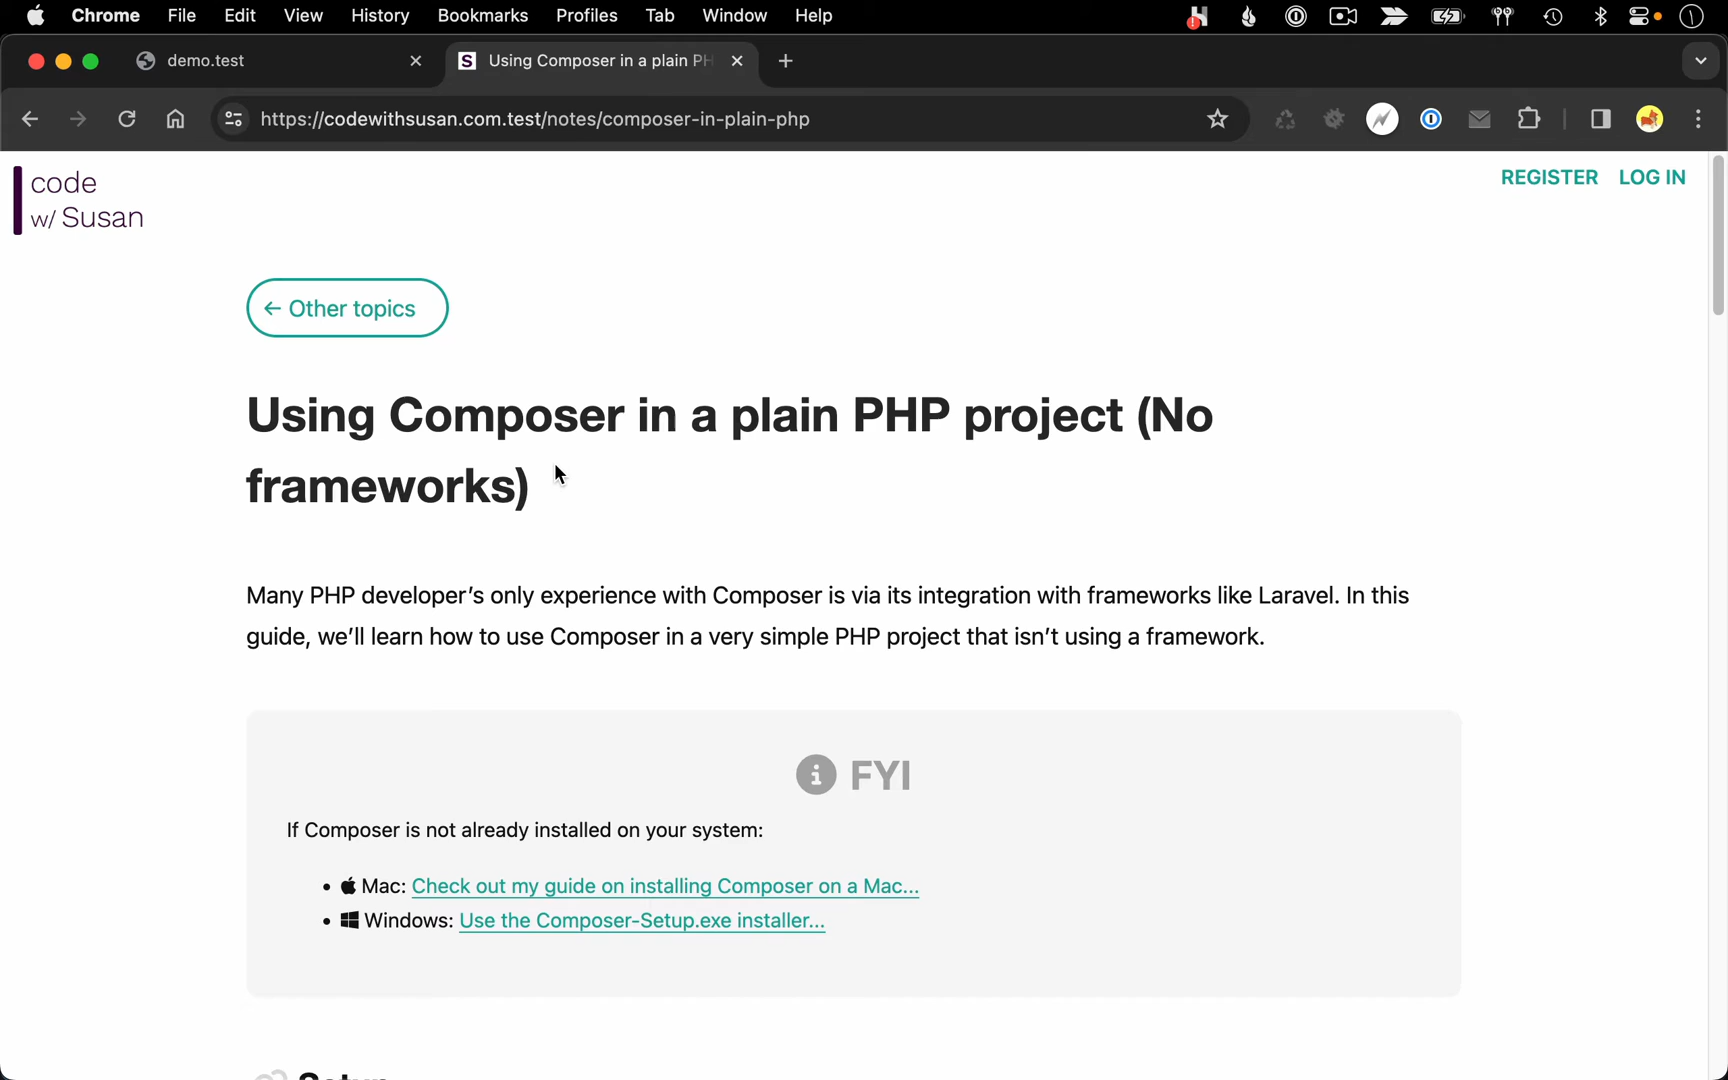 Chrome File Edit View History Bookmarks Profiles Tab Window Help
demo.test
Using Composer in a plain PH
https://codewithsusan.com.test/notes/composer-in-plain-php
code
w/ Susan
REGISTER LOG IN
← Other topics
Using Composer in a plain PHP project (No
frameworks)
Many PHP developer’s only experience with Composer is via its integration with frameworks like Laravel. In this
guide, we’ll learn how to use Composer in a very simple PHP project that isn’t using a framework.
FYI
If Composer is not already installed on your system:
• Mac: Check out my guide on installing Composer on a Mac...
• Windows: Use the Composer-Setup.exe installer...